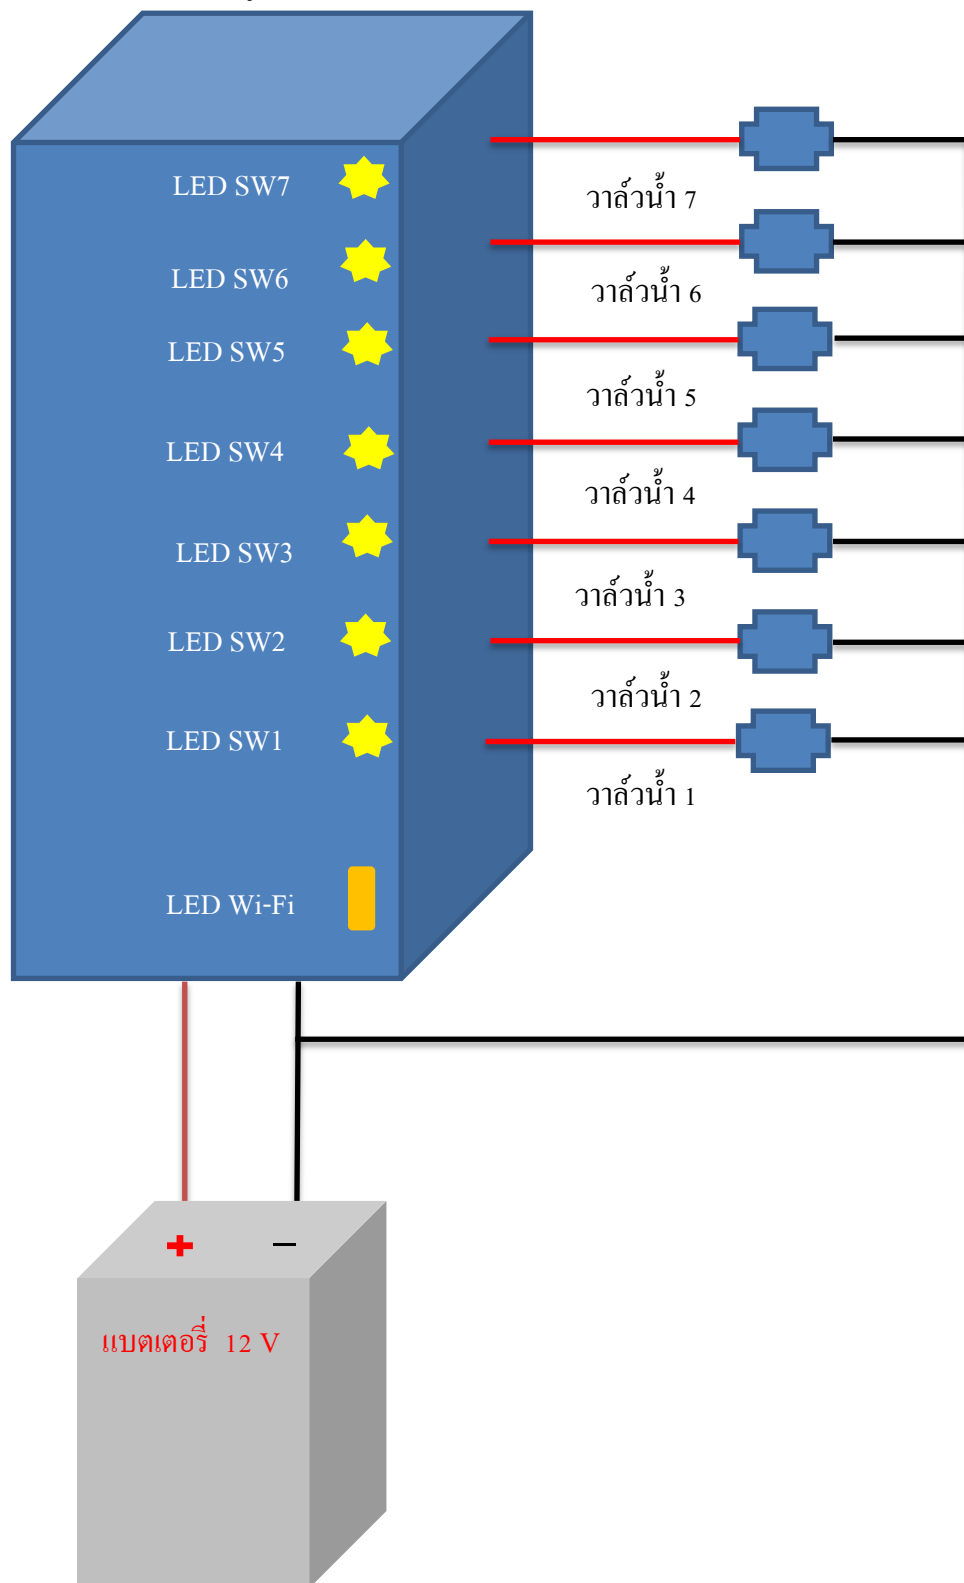 LED SW7
วาล์วน้ำ 7
LED SW6
วาล์วน้ำ 6
LED SW5
วาล์วน้ำ 5
LED SW4
วาล์วน้ำ 4
LED SW3
วาล์วน้ำ 3
LED SW2
วาล์วน้ำ 2
LED SW1
วาล์วน้ำ 1
LED Wi-Fi
+ −
แบตเตอรี่ 12 V